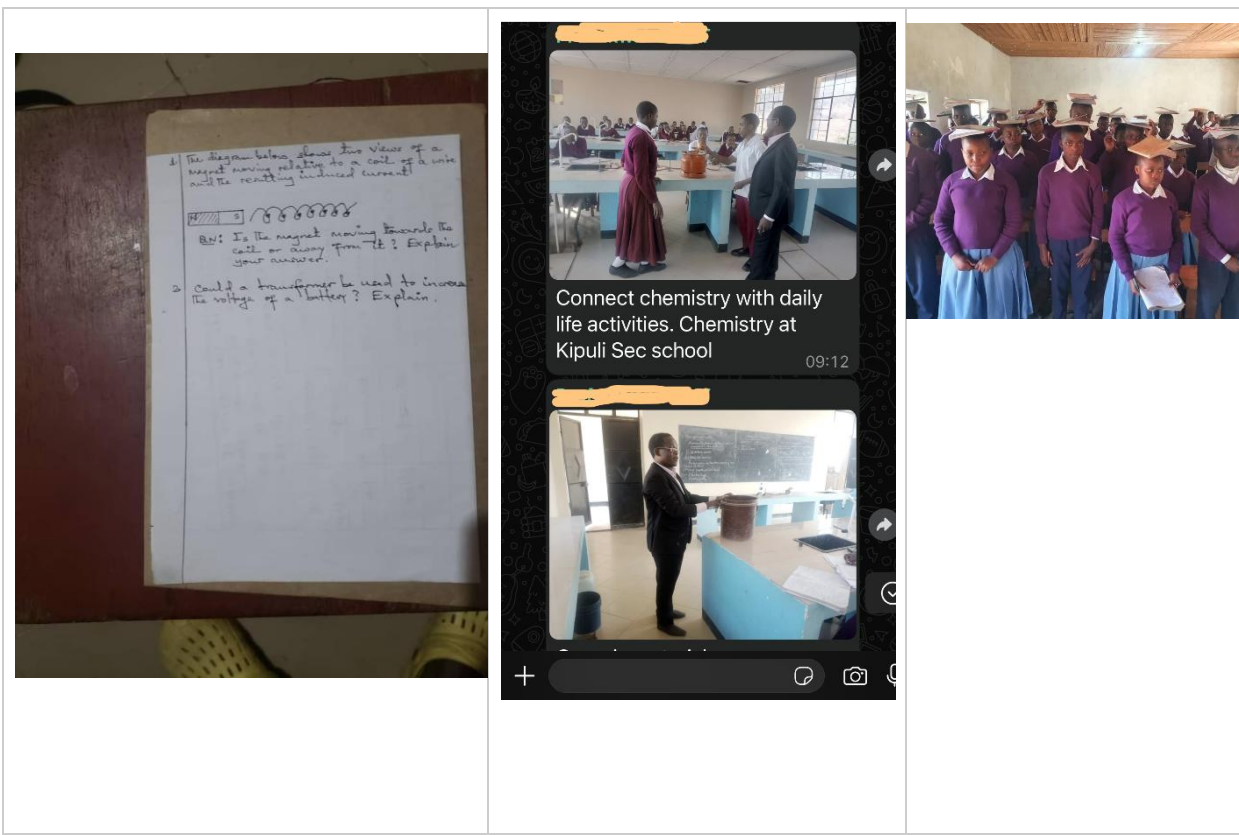 1. The diagram below shows two views of a
magnet moving relative to a coil of a wire
and the resulting induced current
N S
QN: Is the magnet moving towards the
coil or away from it? Explain
your answer.
2. Could a transformer be used to increase
the voltage of a battery? Explain.
Connect chemistry with daily
life activities. Chemistry at
Kipuli Sec school
09:12